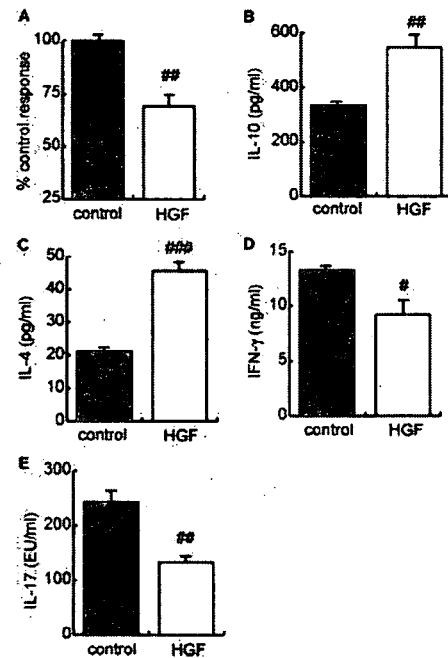 A
% control response
100
75
50
25
##
control
HGF
B
IL-10 (pg/ml)
600
400
200
0
##
control
HGF
C
IL-4 (pg/ml)
50
40
30
20
10
0
###
control
HGF
D
IFN-γ (ng/ml)
15
10
5
0
#
control
HGF
E
IL-17 (EU/ml)
300
200
100
0
##
control
HGF